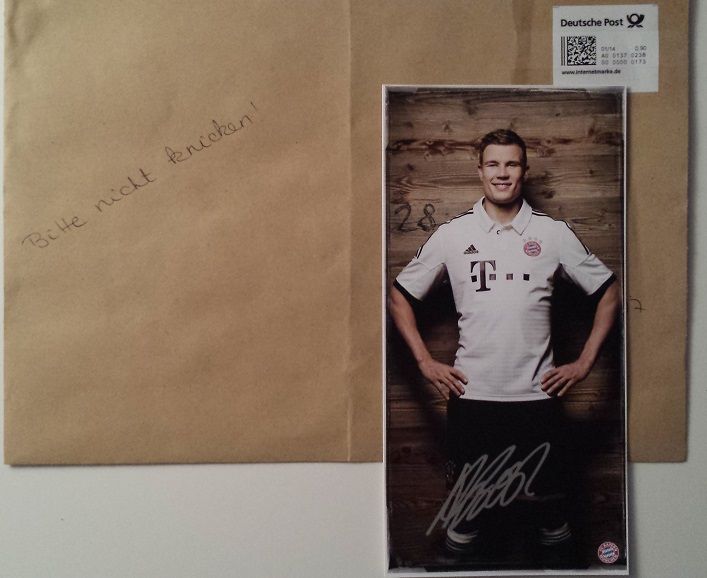 Deutsche Post
01/14 0,90
A0 0137 0238
00 0000 0173
www.internetmarke.de
Bitte nicht knicken!
28
T
adidas